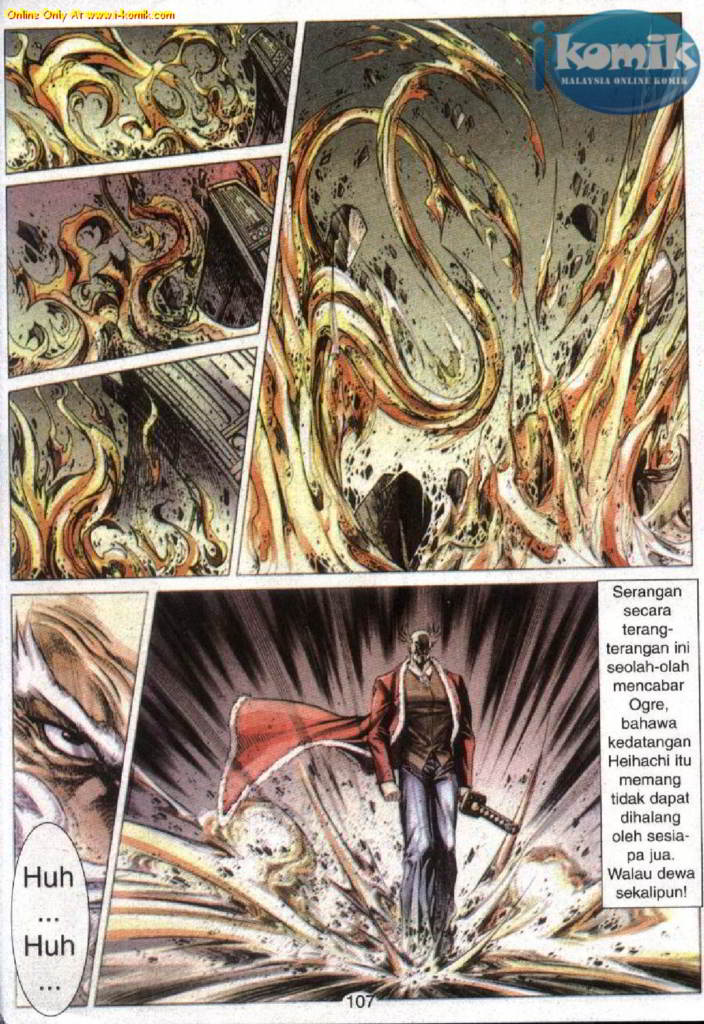 Online Only At www.i-komik.com
ikomik
MALAYSIA ONLINE KOMIK
Serangan
secara
terang-
terangan ini
seolah-olah
mencabar
Ogre,
bahawa
kedatangan
Heihachi itu
memang
tidak dapat
dihalang
oleh sesia-
pa jua.
Walau dewa
sekalipun!
Huh
...
Huh
...
107